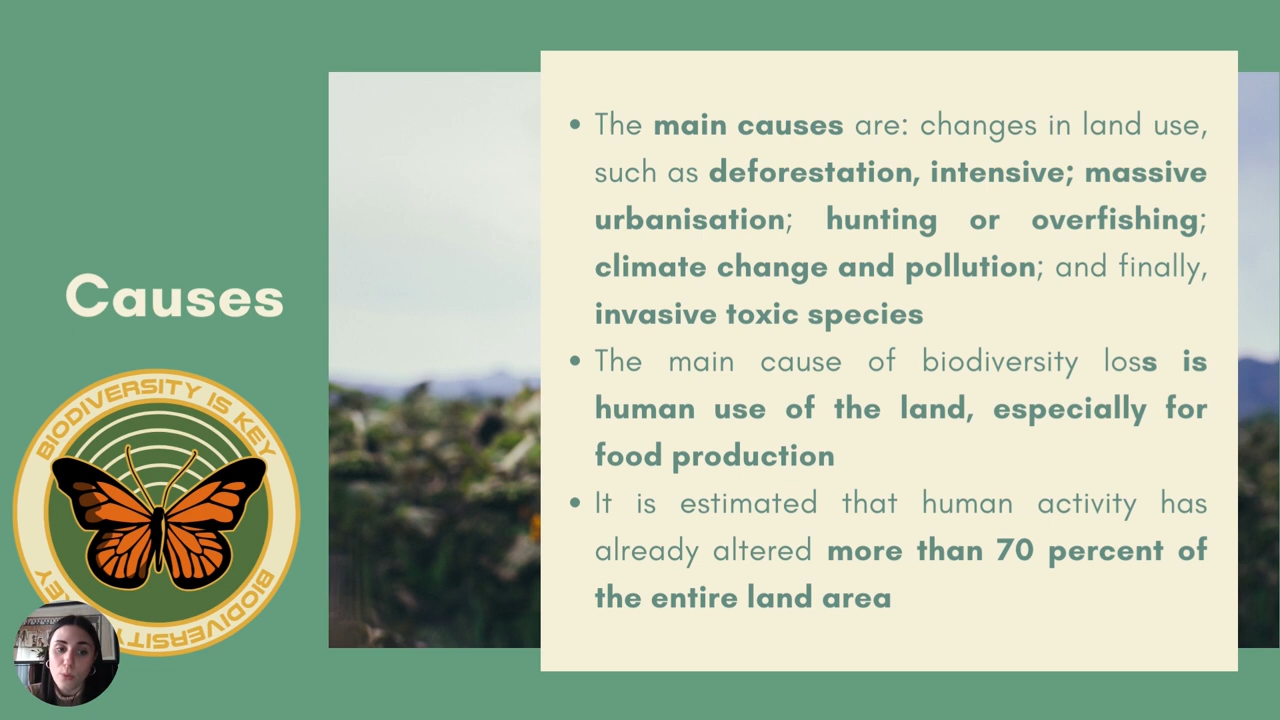 Causes
• The main causes are: changes in land use,
such as deforestation, intensive; massive
urbanisation; hunting or overfishing;
climate change and pollution; and finally,
invasive toxic species
• The main cause of biodiversity loss is
human use of the land, especially for
food production
• It is estimated that human activity has
already altered more than 70 percent of
the entire land area
BIODIVERSITY IS KEY
BIODIVERSITY KEY